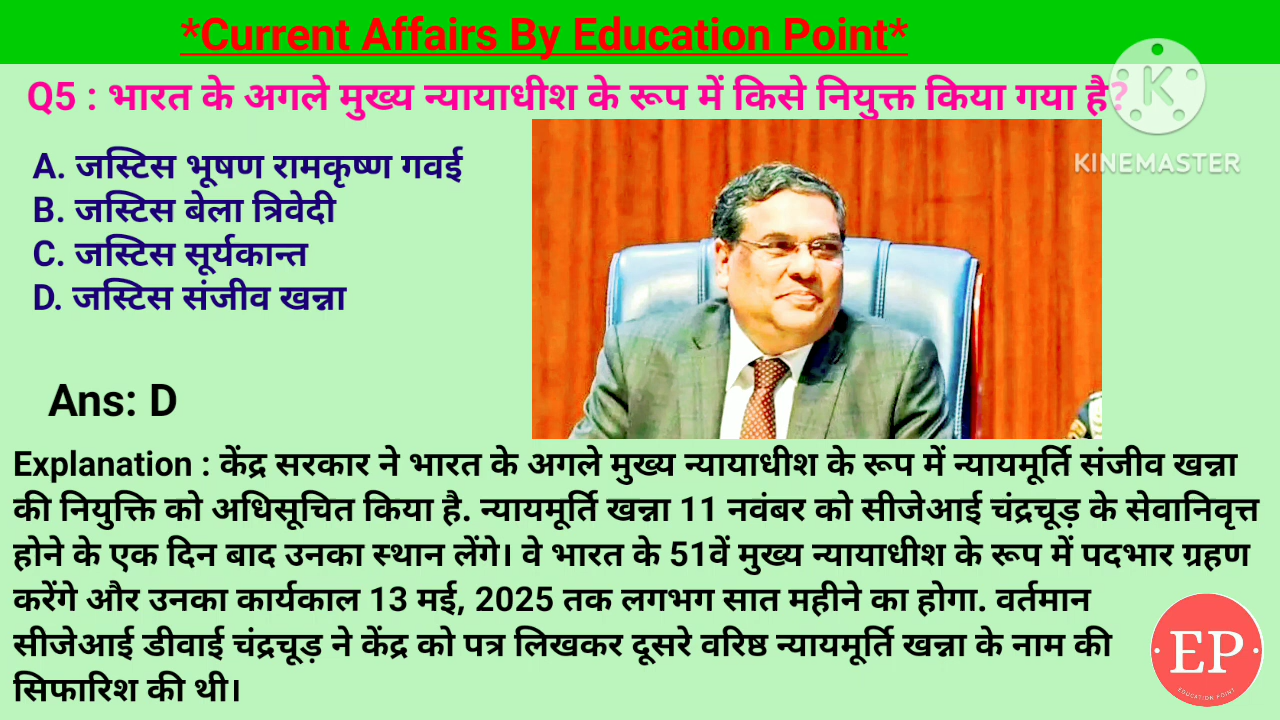 *Current Affairs By Education Point*
Q5 : भारत के अगले मुख्य न्यायाधीश के रूप में किसे नियुक्त किया गया है?
K
KINEMASTER
A. जस्टिस भूषण रामकृष्ण गवई
B. जस्टिस बेला त्रिवेदी
C. जस्टिस सूर्यकान्त
D. जस्टिस संजीव खन्ना
Ans: D
Explanation : केंद्र सरकार ने भारत के अगले मुख्य न्यायाधीश के रूप में न्यायमूर्ति संजीव खन्ना
की नियुक्ति को अधिसूचित किया है. न्यायमूर्ति खन्ना 11 नवंबर को सीजेआई चंद्रचूड़ के सेवानिवृत्त
होने के एक दिन बाद उनका स्थान लेंगे। वे भारत के 51वें मुख्य न्यायाधीश के रूप में पदभार ग्रहण
करेंगे और उनका कार्यकाल 13 मई, 2025 तक लगभग सात महीने का होगा. वर्तमान
सीजेआई डीवाई चंद्रचूड़ ने केंद्र को पत्र लिखकर दूसरे वरिष्ठ न्यायमूर्ति खन्ना के नाम की
सिफारिश की थी।
EP
EDUCATION POINT